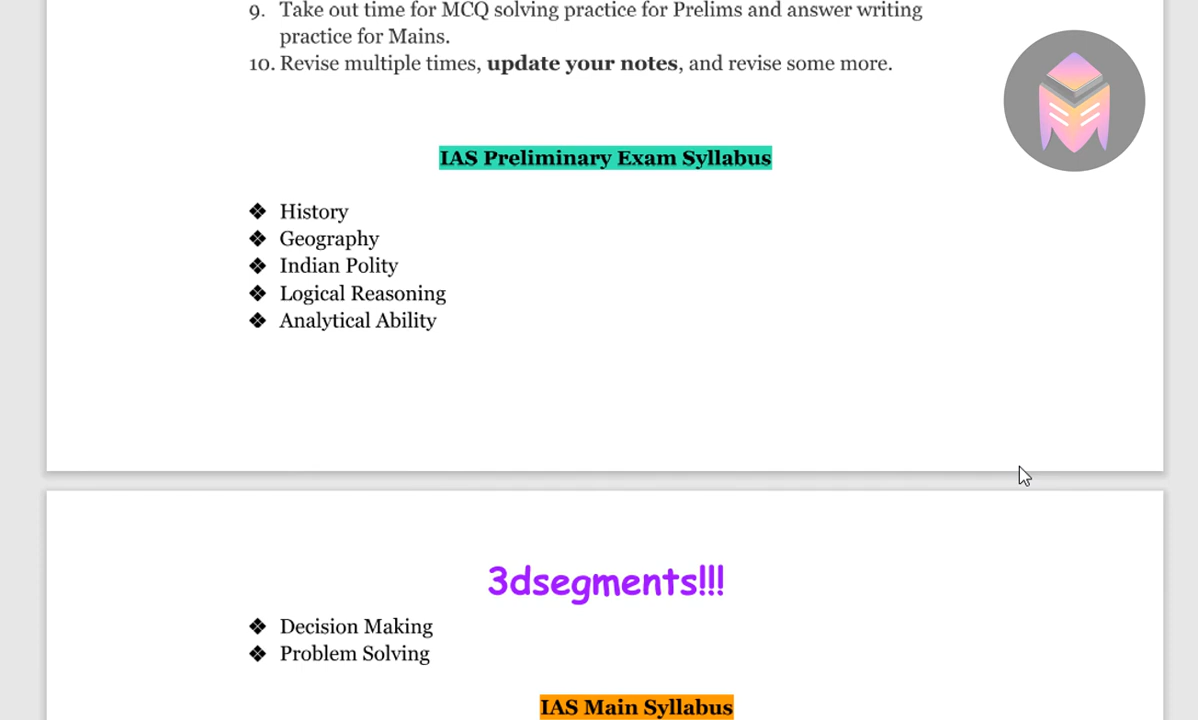 9. Take out time for MCQ solving practice for Prelims and answer writing
practice for Mains.
10. Revise multiple times, update your notes, and revise some more.
IAS Preliminary Exam Syllabus
❖ History
❖ Geography
❖ Indian Polity
❖ Logical Reasoning
❖ Analytical Ability
3dsegments!!!
❖ Decision Making
❖ Problem Solving
IAS Main Syllabus